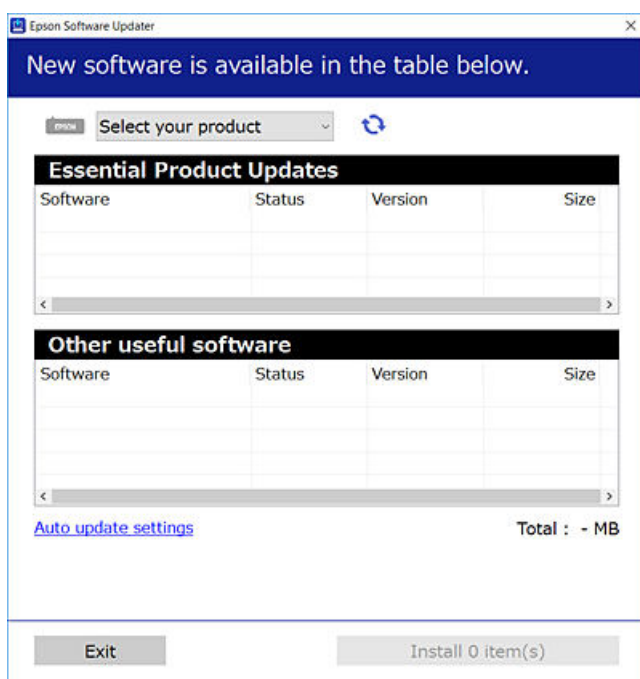 Epson Software Updater
New software is available in the table below.
EPSON Select your product
Essential Product Updates
Software Status Version Size
Other useful software
Software Status Version Size
Auto update settings Total : - MB
Exit Install 0 item(s)